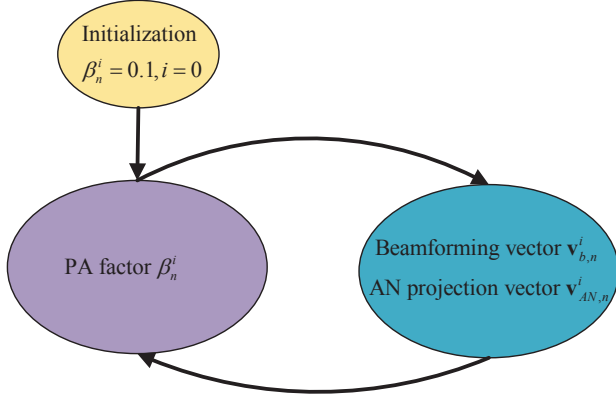 Initialization
β_n^i = 0.1, i = 0
PA factor β_n^i
Beamforming vector v_{b,n}^i
AN projection vector v_{AN,n}^i